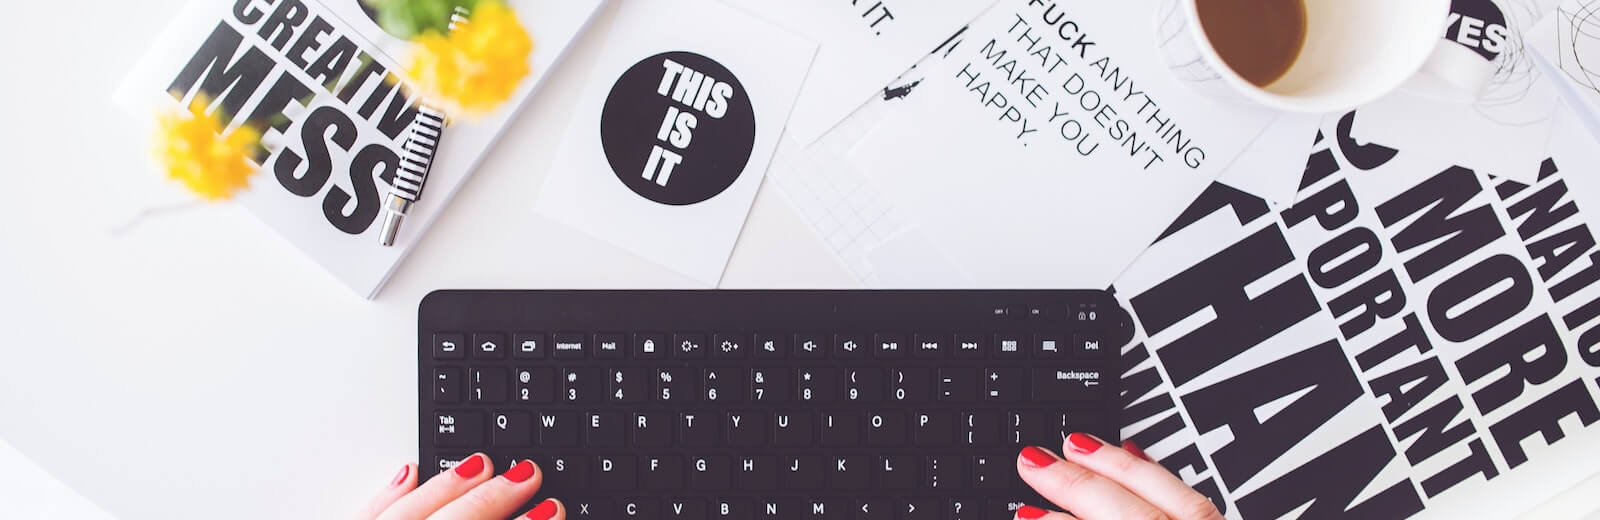 CREATIVE
MESS
THIS
IS
IT
IT.
FUCK ANYTHING
THAT DOESN'T
MAKE YOU
HAPPY.
YES
THAN
MORE
Internet
Mail
OFF
ON
Del
~ ! @ # $ % ^ & * ( ) _ +
` 1 2 3 4 5 6 7 8 9 0 - =
Backspace
Tab Q W E R T Y U I O P { }
[ ]
Caps A S D F G H J K L : "
; '
X C V B N M < > ?
Shift